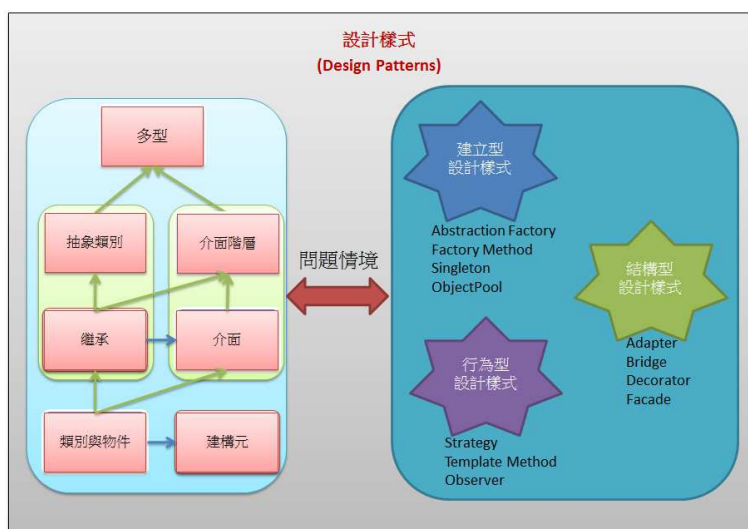 設計樣式
(Design Patterns)
多型
抽象類別
介面階層
繼承
介面
類別與物件
建構元
問題情境
建立型
設計樣式
Abstraction Factory
Factory Method
Singleton
ObjectPool
結構型
設計樣式
Adapter
Bridge
Decorator
Facade
行為型
設計樣式
Strategy
Template Method
Observer